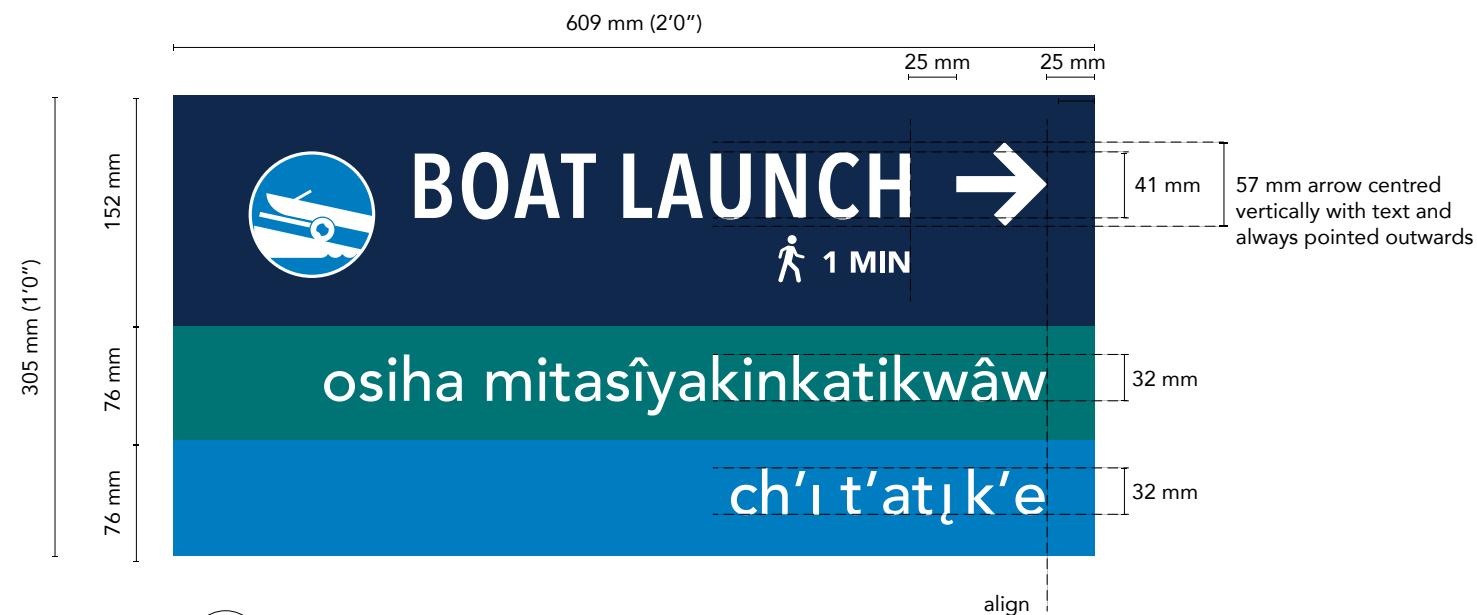 609 mm (2'0")
25 mm
25 mm
305 mm (1'0")
152 mm
BOAT LAUNCH
41 mm
57 mm arrow centred
vertically with text and
always pointed outwards
1 MIN
76 mm
osiha mitasîyakinkatikwâw
32 mm
76 mm
ch'ı t'atı̨ k'e
32 mm
align